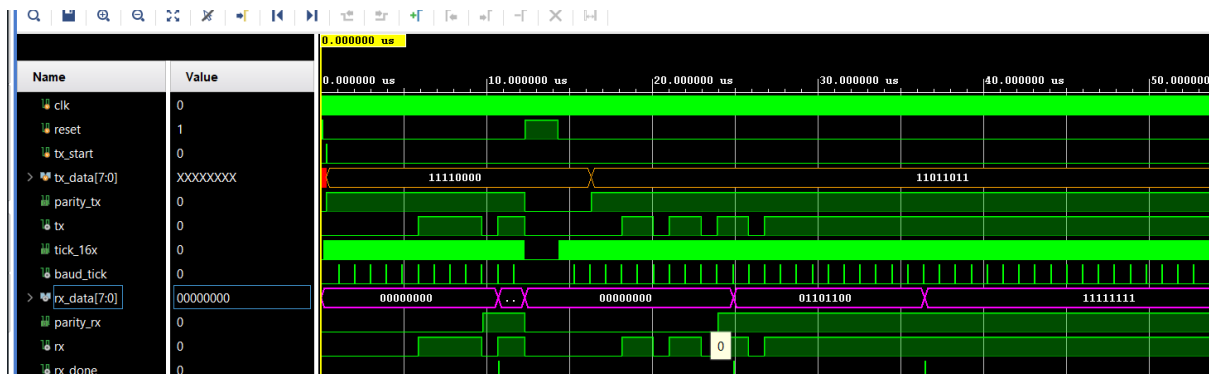 0.000000 us
Name Value 0.000000 us 10.000000 us 20.000000 us 30.000000 us 40.000000 us 50.00000
clk 0
reset 1
tx_start 0
tx_data[7:0] XXXXXXXX 11110000 11011011
parity_tx 0
tx 0
tick_16x 0
baud_tick 0
rx_data[7:0] 00000000 00000000 .. 00000000 01101100 11111111
parity_rx 0
rx 0 0
rx_done 0